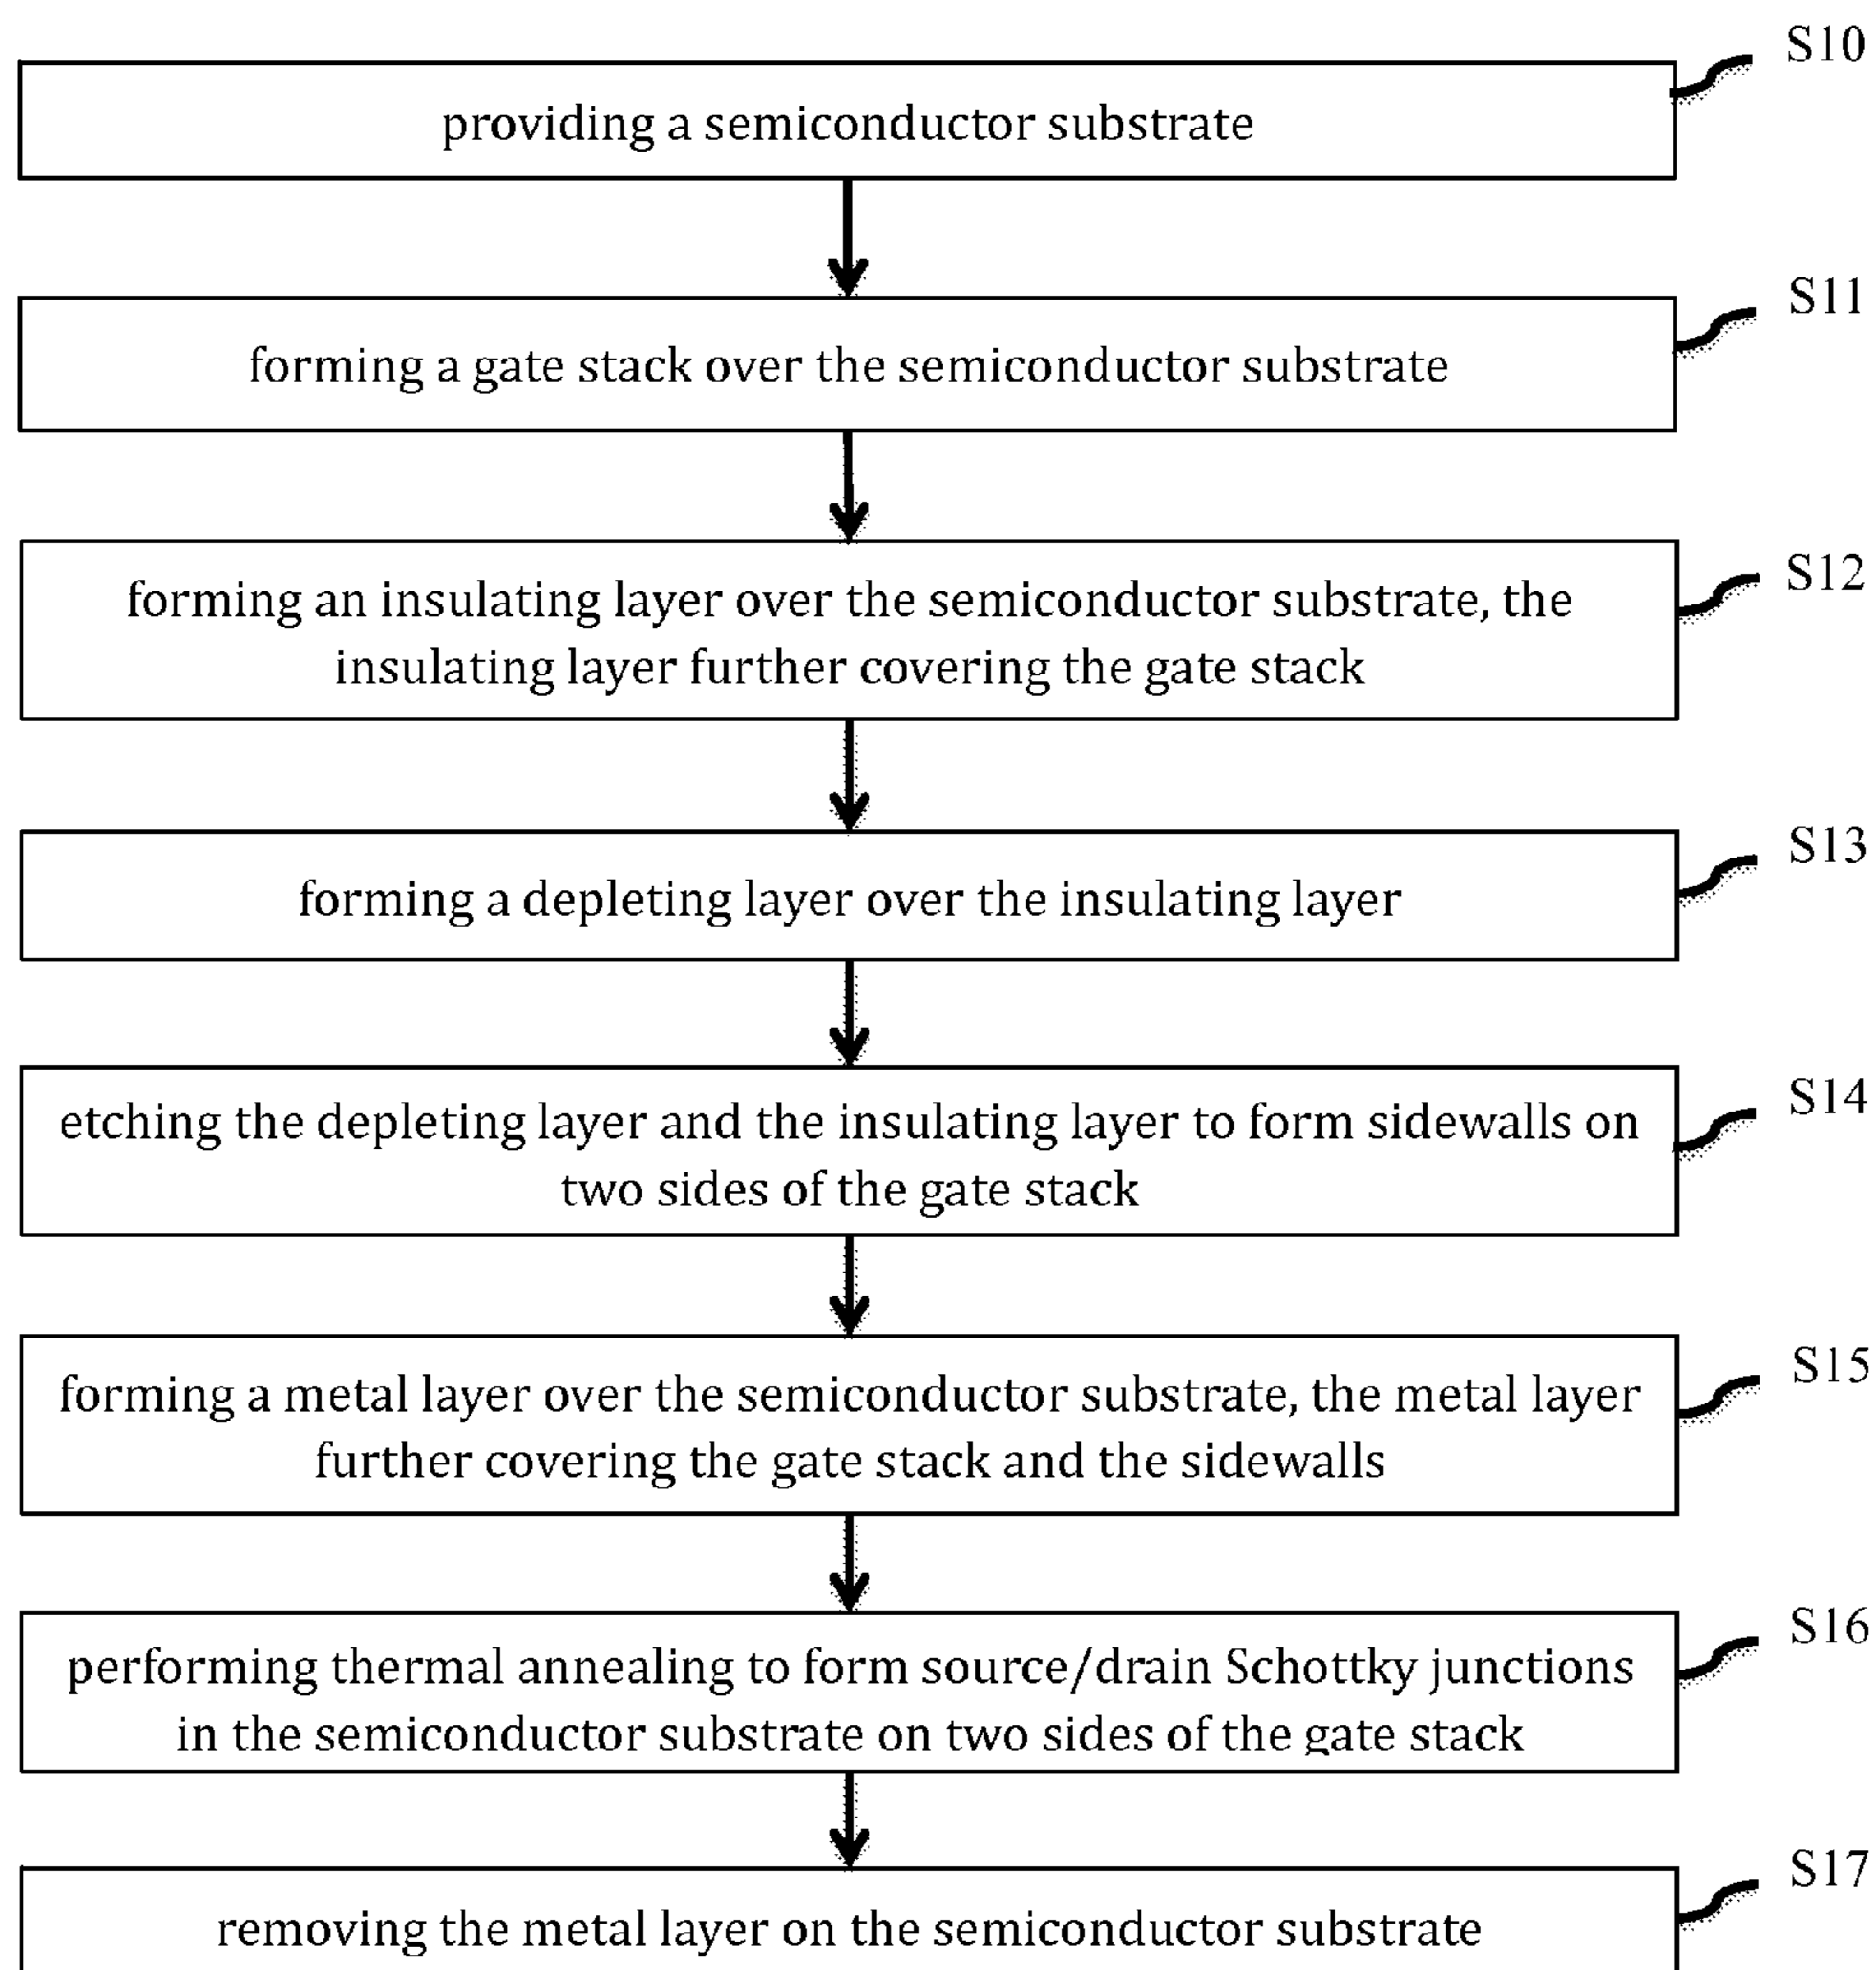 S10
providing a semiconductor substrate
S11
forming a gate stack over the semiconductor substrate
S12
forming an insulating layer over the semiconductor substrate, the
insulating layer further covering the gate stack
S13
forming a depleting layer over the insulating layer
S14
etching the depleting layer and the insulating layer to form sidewalls on
two sides of the gate stack
S15
forming a metal layer over the semiconductor substrate, the metal layer
further covering the gate stack and the sidewalls
S16
performing thermal annealing to form source/drain Schottky junctions
in the semiconductor substrate on two sides of the gate stack
S17
removing the metal layer on the semiconductor substrate